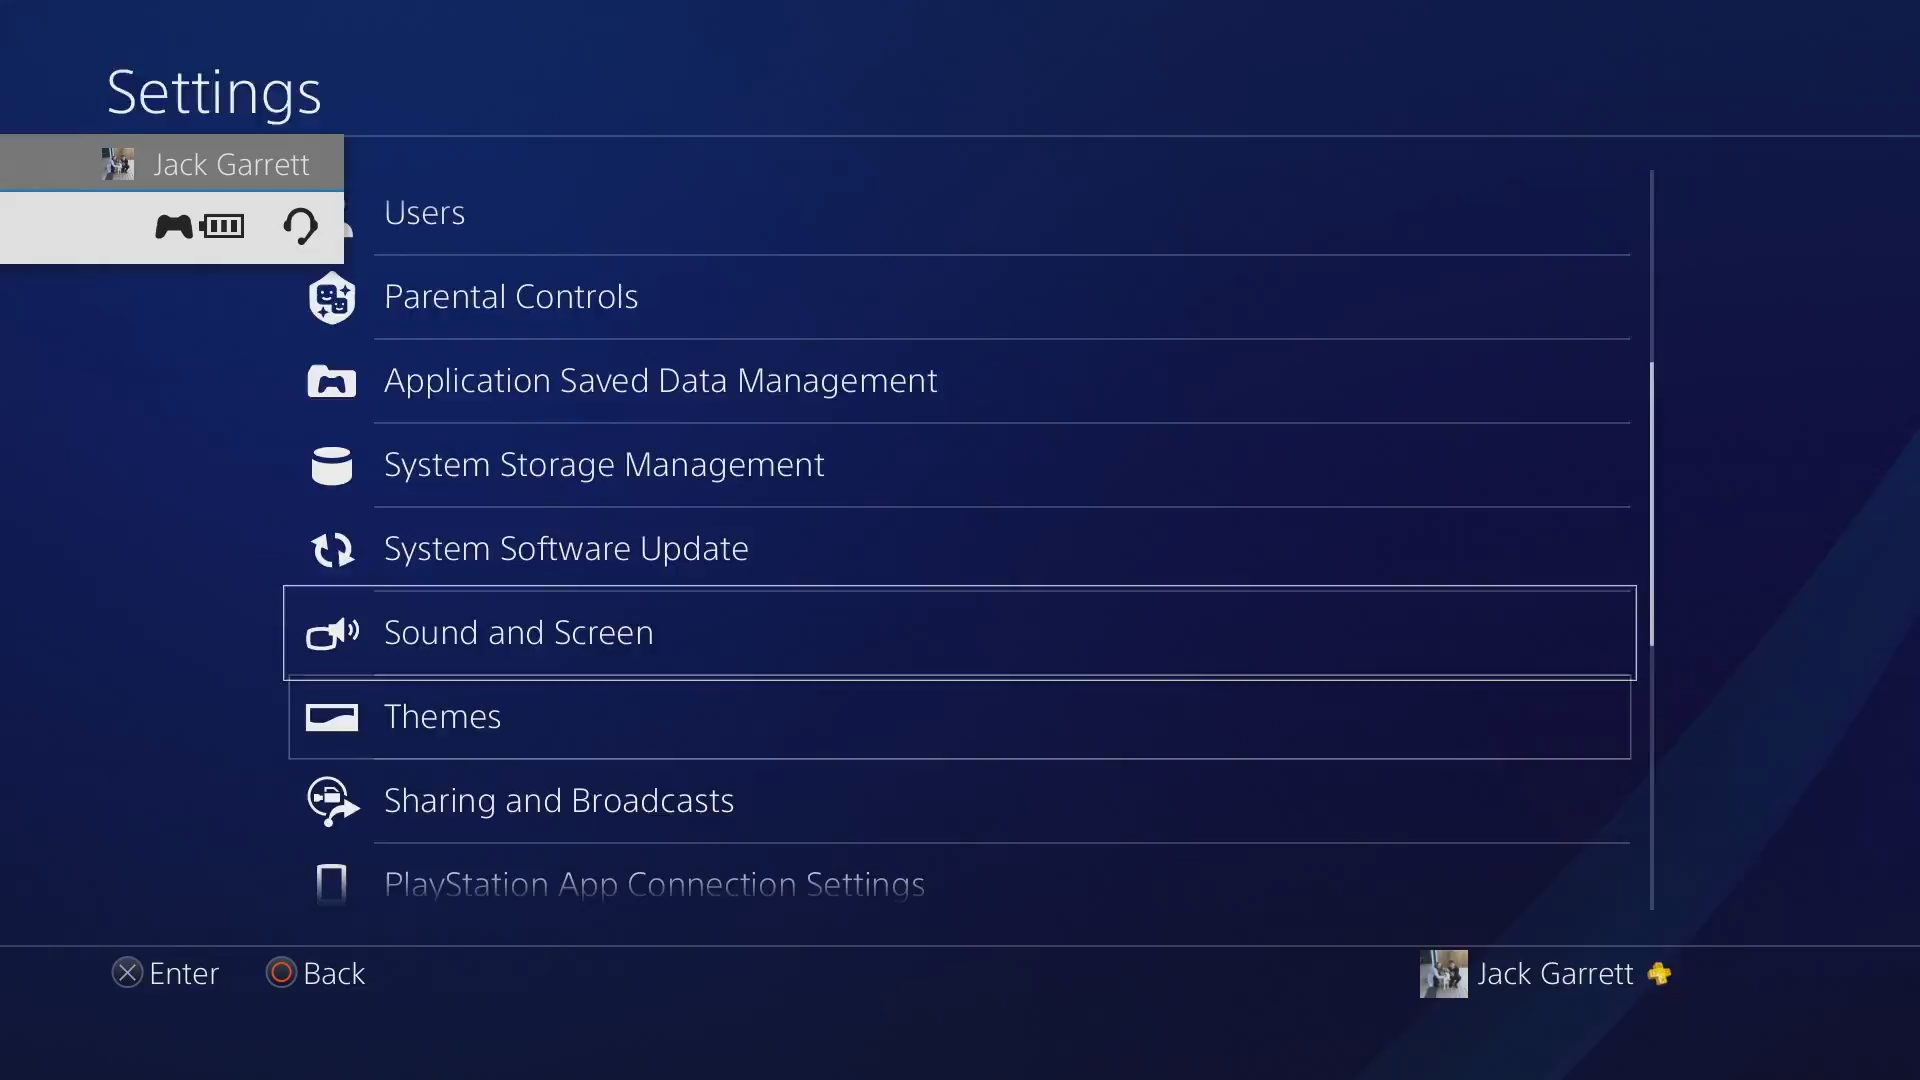 Settings
Jack Garrett
Users
Parental Controls
Application Saved Data Management
System Storage Management
System Software Update
Sound and Screen
Themes
Sharing and Broadcasts
PlayStation App Connection Settings
Enter
Back
Jack Garrett